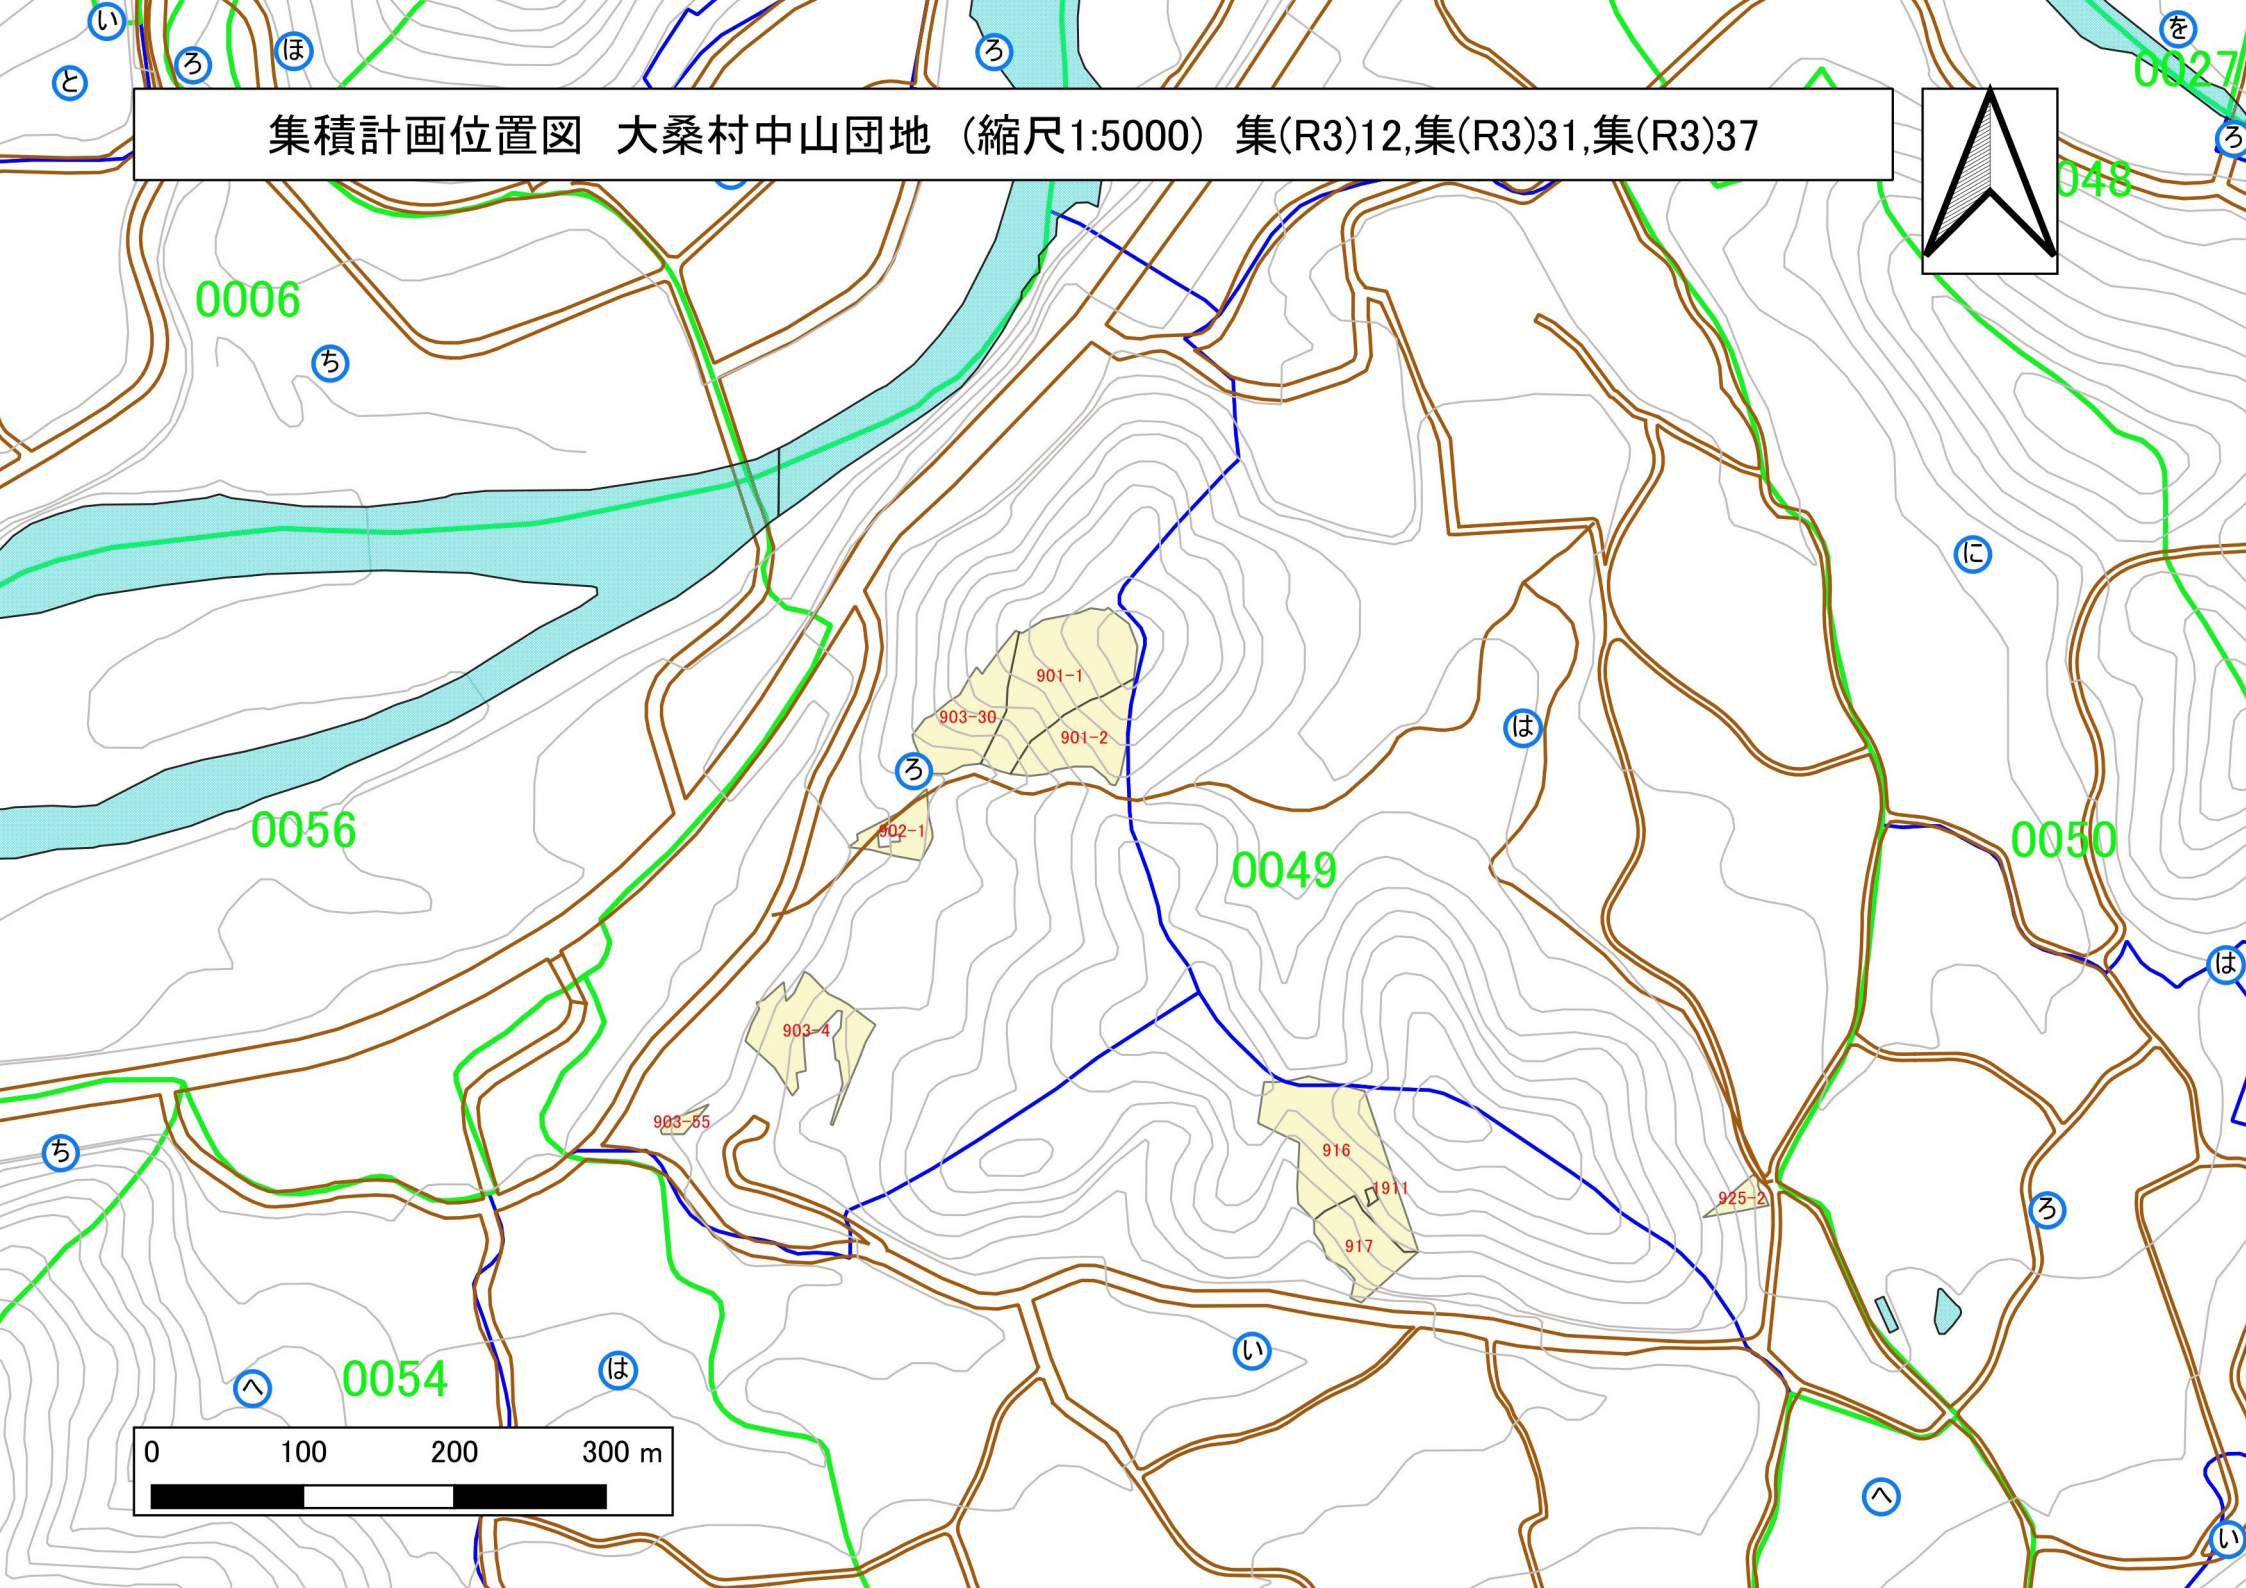 い
ろ
ほ
と
ろ
を
0027
集積計画位置図　大桑村中山団地（縮尺1:5000）集(R3)12,集(R3)31,集(R3)37
ろ
048
0006
ち
に
901-1
903-30
901-2
は
ろ
902-1
0056
0049
0050
は
903-4
903-55
ち
916
1911
925-2
ろ
917
い
は
0054
へ
0 100 200 300 m
へ
い